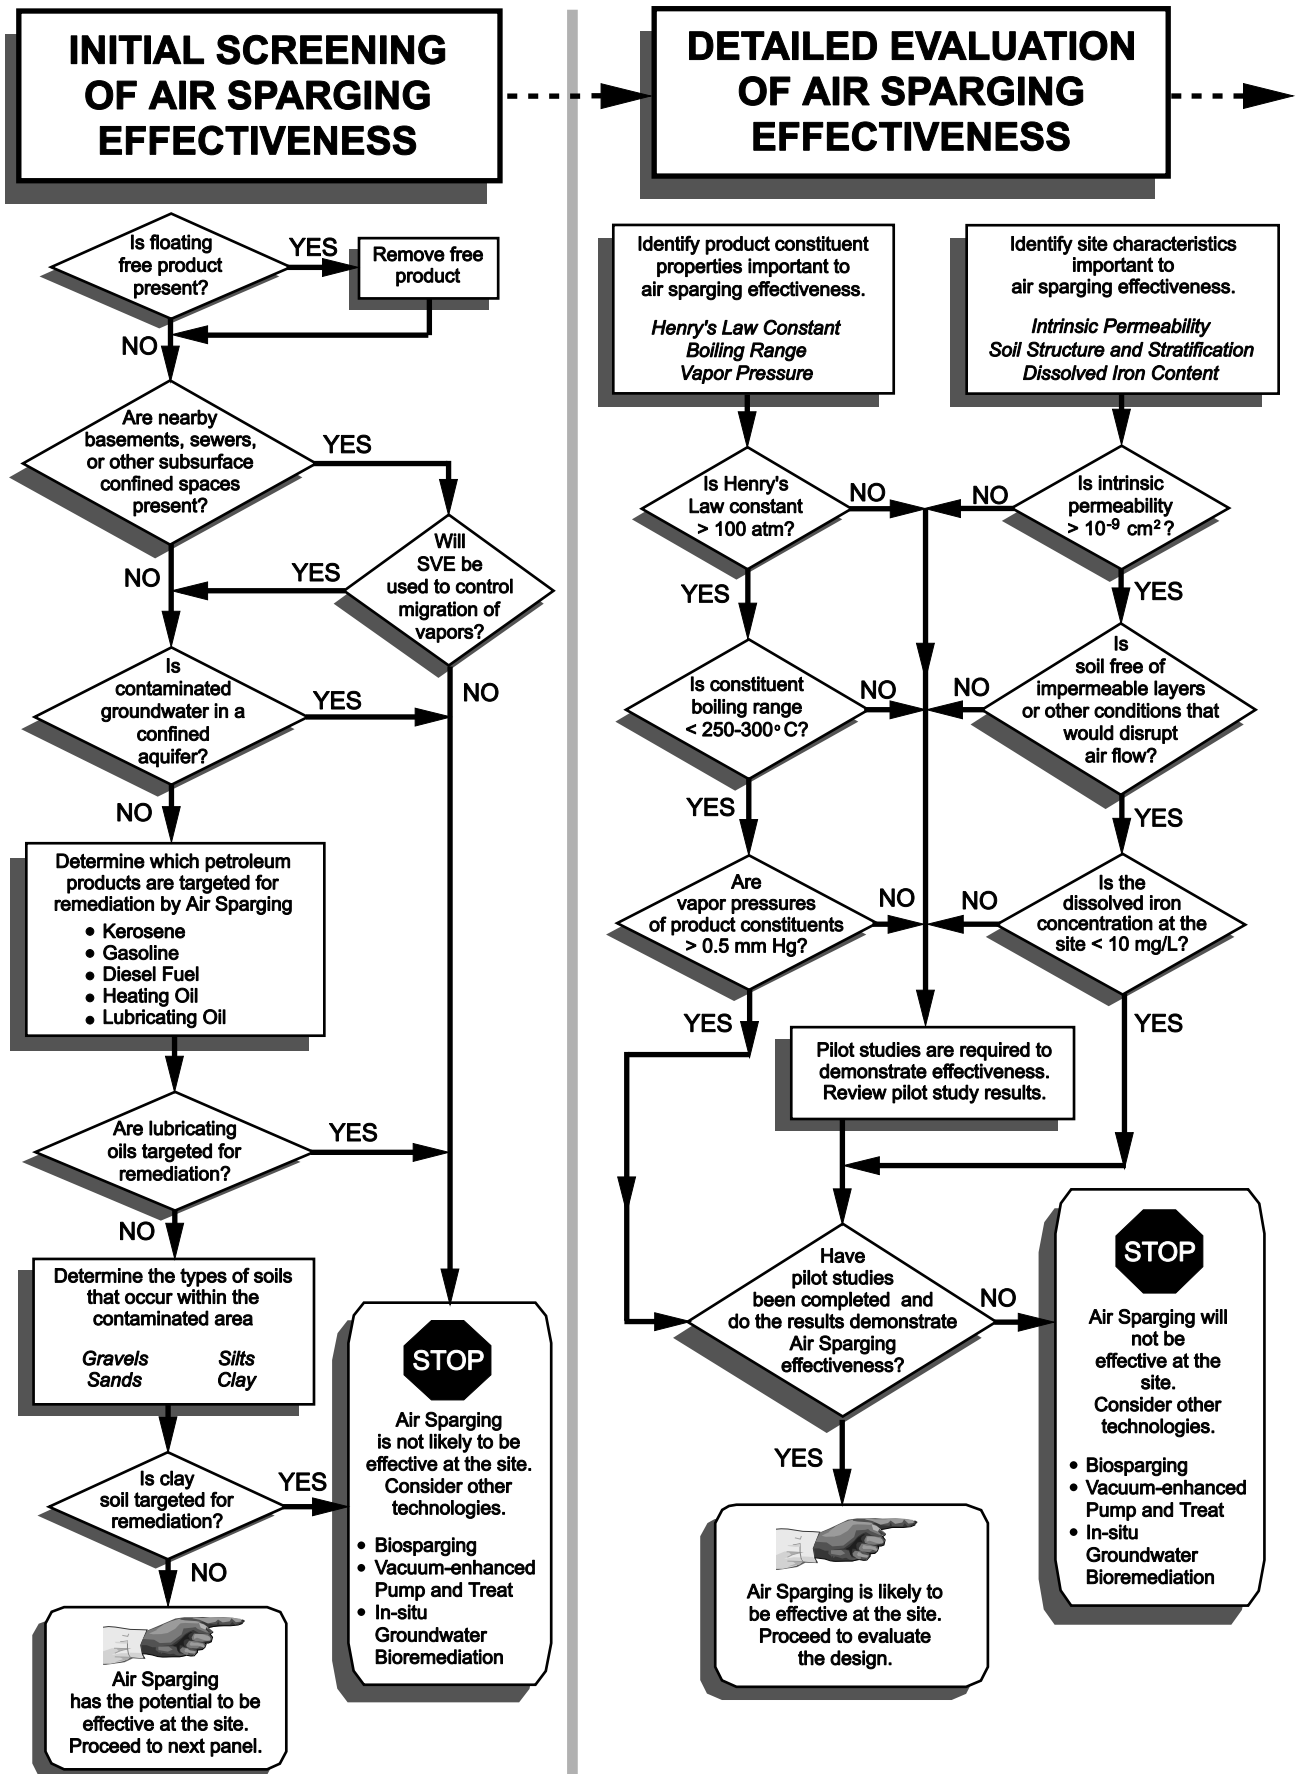 INITIAL SCREENING
OF AIR SPARGING
EFFECTIVENESS
DETAILED EVALUATION
OF AIR SPARGING
EFFECTIVENESS
Is floating
free product
present?
YES
Remove free
product
NO
Are nearby
basements, sewers,
or other subsurface
confined spaces
present?
YES
Will
SVE be
used to control
migration of
vapors?
YES
NO
NO
Is
contaminated
groundwater in a
confined
aquifer?
YES
NO
Determine which petroleum
products are targeted for
remediation by Air Sparging
• Kerosene
• Gasoline
• Diesel Fuel
• Heating Oil
• Lubricating Oil
Are lubricating
oils targeted for
remediation?
YES
NO
Determine the types of soils
that occur within the
contaminated area
Gravels Silts
Sands Clay
Is clay
soil targeted for
remediation?
YES
NO
Air Sparging
has the potential to be
effective at the site.
Proceed to next panel.
STOP
Air Sparging
is not likely to be
effective at the site.
Consider other
technologies.
• Biosparging
• Vacuum-enhanced
Pump and Treat
• In-situ
Groundwater
Bioremediation
Identify product constituent
properties important to
air sparging effectiveness.
Henry's Law Constant
Boiling Range
Vapor Pressure
Identify site characteristics
important to
air sparging effectiveness.
Intrinsic Permeability
Soil Structure and Stratification
Dissolved Iron Content
Is Henry's
Law constant
> 100 atm?
NO
YES
Is intrinsic
permeability
> 10⁻⁹ cm²?
NO
YES
Is constituent
boiling range
< 250-300°C?
NO
YES
Is
soil free of
impermeable layers
or other conditions that
would disrupt
air flow?
NO
YES
Are
vapor pressures
of product constituents
> 0.5 mm Hg?
NO
YES
Is the
dissolved iron
concentration at the
site < 10 mg/L?
NO
YES
Pilot studies are required to
demonstrate effectiveness.
Review pilot study results.
Have
pilot studies
been completed and
do the results demonstrate
Air Sparging
effectiveness?
NO
YES
STOP
Air Sparging will
not be
effective at the
site.
Consider other
technologies.
• Biosparging
• Vacuum-enhanced
Pump and Treat
• In-situ
Groundwater
Bioremediation
Air Sparging is likely to
be effective at the site.
Proceed to evaluate
the design.